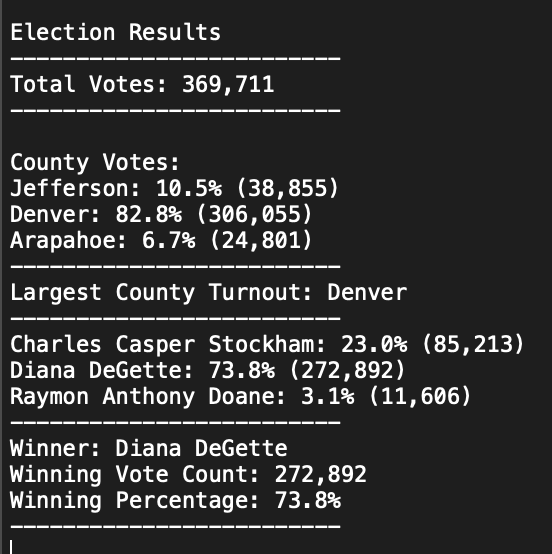 Election Results
-------------------------
Total Votes: 369,711
-------------------------
County Votes:
Jefferson: 10.5% (38,855)
Denver: 82.8% (306,055)
Arapahoe: 6.7% (24,801)
-------------------------
Largest County Turnout: Denver
-------------------------
Charles Casper Stockham: 23.0% (85,213)
Diana DeGette: 73.8% (272,892)
Raymon Anthony Doane: 3.1% (11,606)
-------------------------
Winner: Diana DeGette
Winning Vote Count: 272,892
Winning Percentage: 73.8%
-------------------------